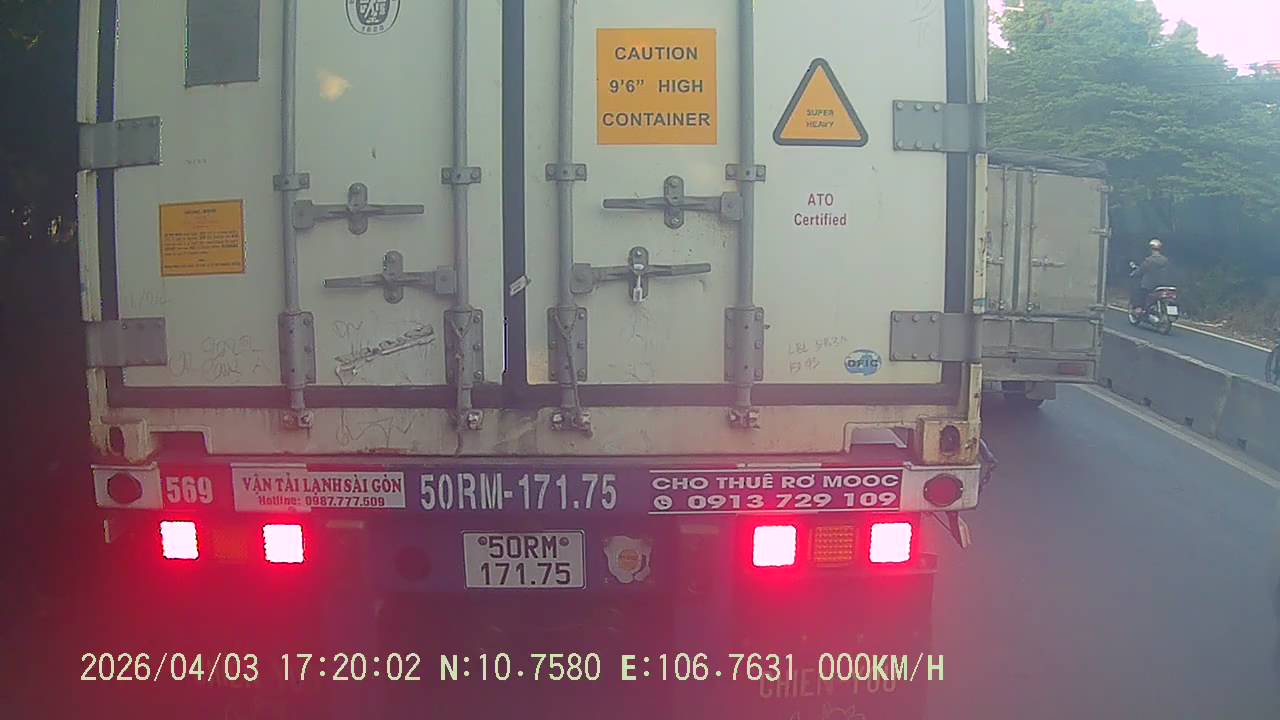 CAUTION
9'6" HIGH
CONTAINER
SUPER
HEAVY
ATO
Certified
OFIC
569
VẬN TẢI LẠNH SÀI GÒN
Hotline: 0987.777.509
50RM-171.75
CHO THUÊ RƠ MOOC
0913 729 109
50RM
171.75
2026/04/03 17:20:02 N:10.7580 E:106.7631 000KM/H